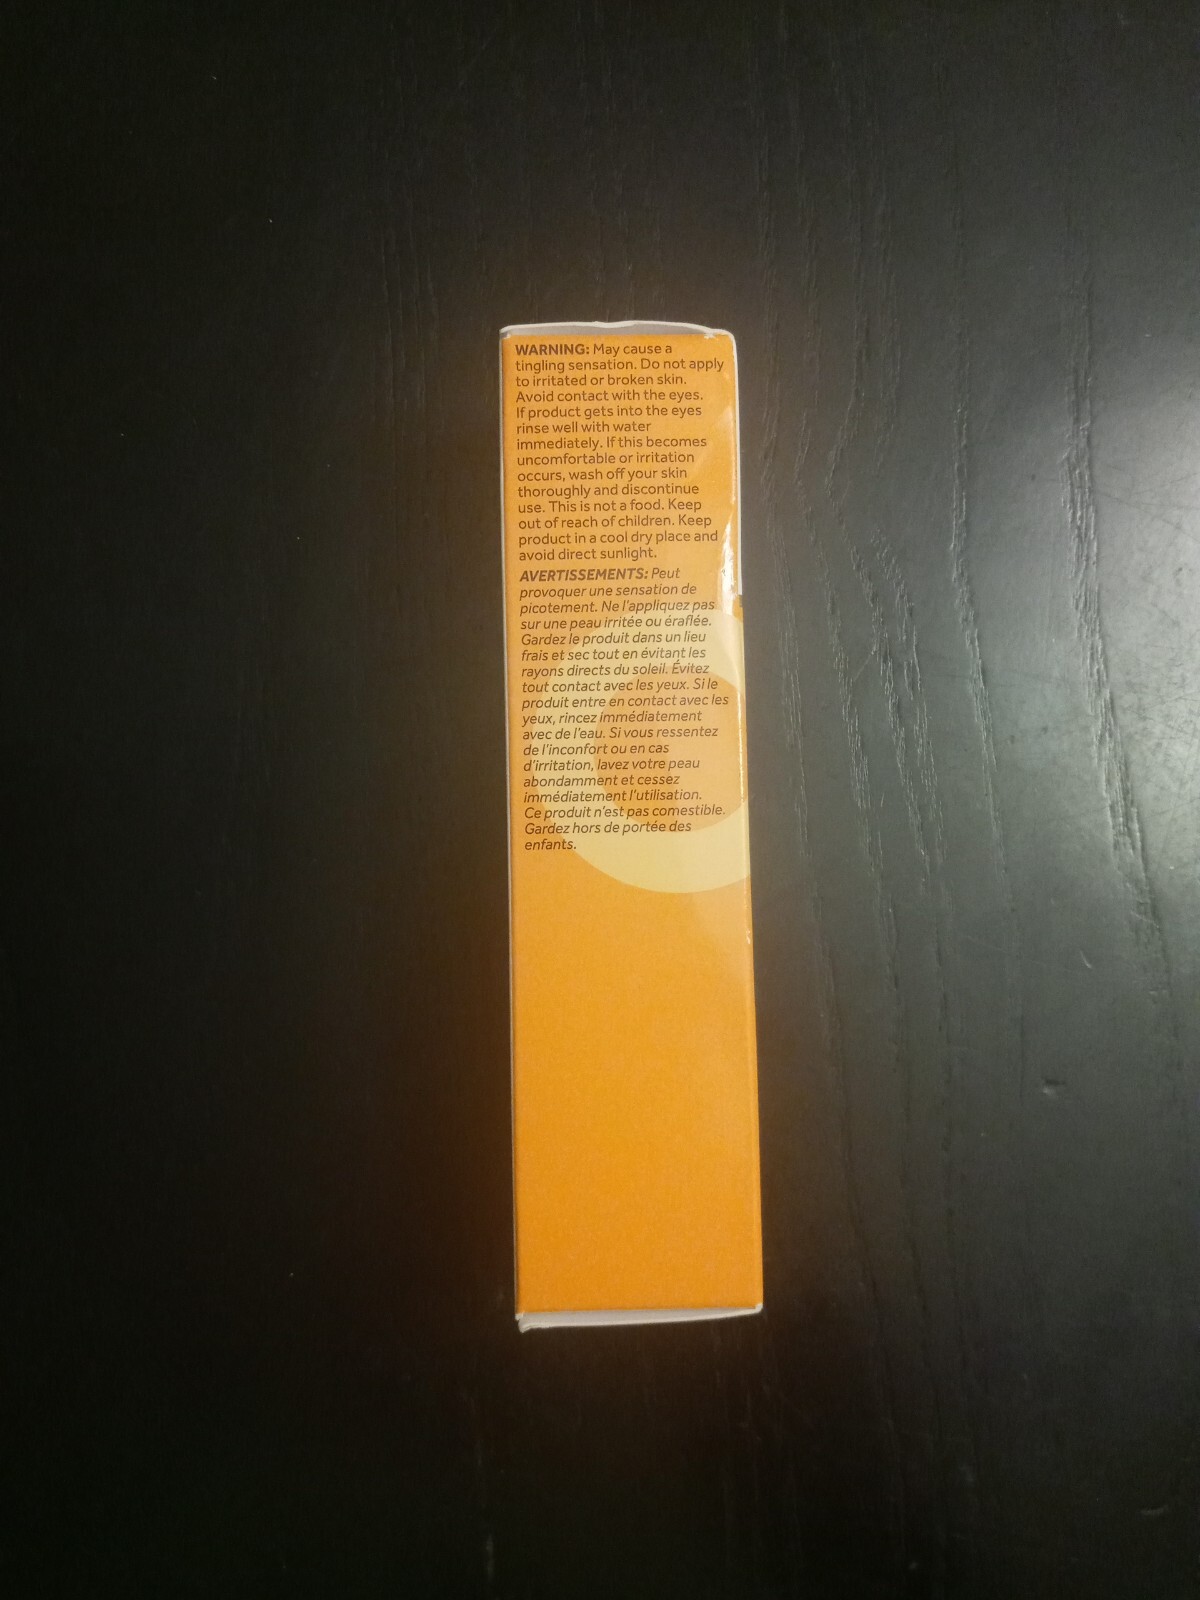 WARNING: May cause a
tingling sensation. Do not apply
to irritated or broken skin.
Avoid contact with the eyes.
If product gets into the eyes
rinse well with water
immediately. If this becomes
uncomfortable or irritation
occurs, wash off your skin
thoroughly and discontinue
use. This is not a food. Keep
out of reach of children. Keep
product in a cool dry place and
avoid direct sunlight.
AVERTISSEMENTS: Peut
provoquer une sensation de
picotement. Ne l'appliquez pas
sur une peau irritée ou éraflée.
Gardez le produit dans un lieu
frais et sec tout en évitant les
rayons directs du soleil. Évitez
tout contact avec les yeux. Si le
produit entre en contact avec les
yeux, rincez immédiatement
avec de l'eau. Si vous ressentez
de l'inconfort ou en cas
d'irritation, lavez votre peau
abondamment et cessez
immédiatement l'utilisation.
Ce produit n'est pas comestible.
Gardez hors de portée des
enfants.